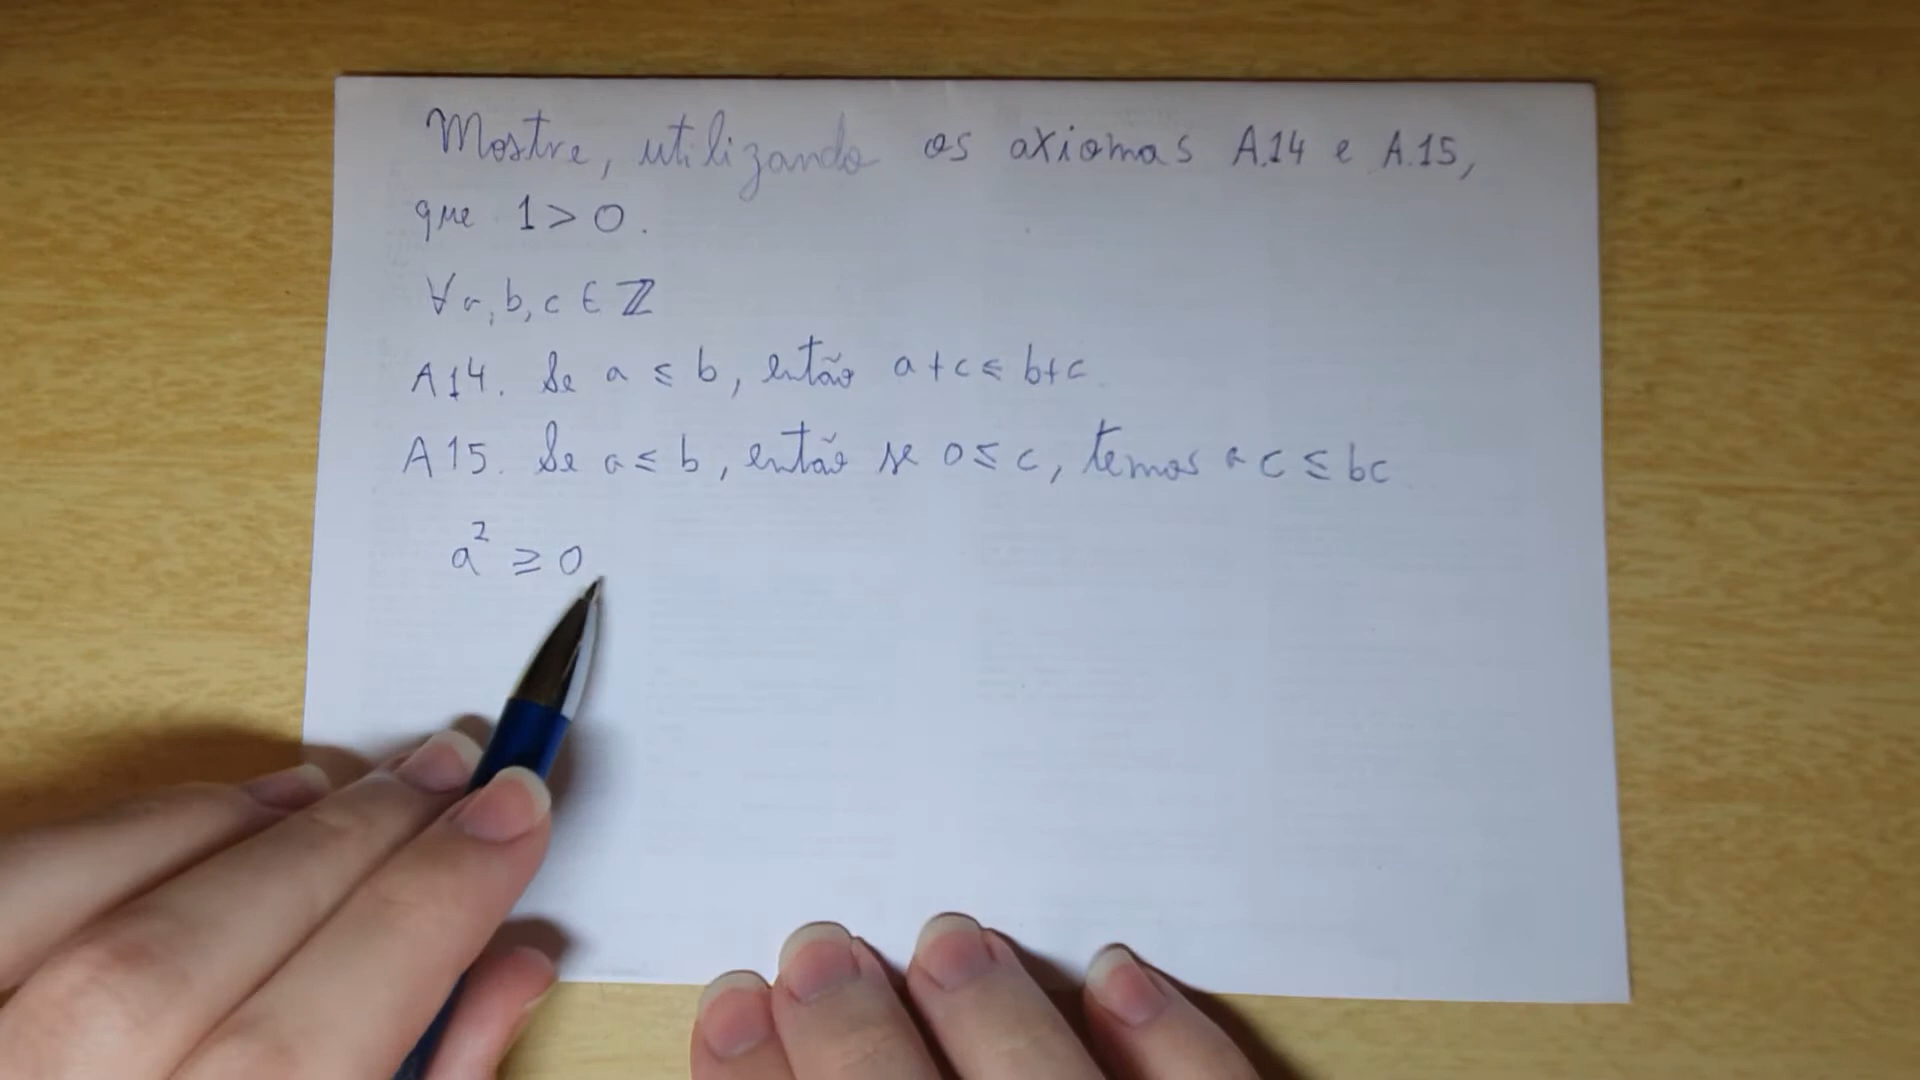 Mostre, utilizando os axiomas A.14 e A.15,
que 1 > 0.
∀ a, b, c ∈ ℤ
A14. Se a ≤ b, então a + c ≤ b + c.
A15. Se a ≤ b, então se 0 ≤ c, temos ac ≤ bc
a² ≥ 0